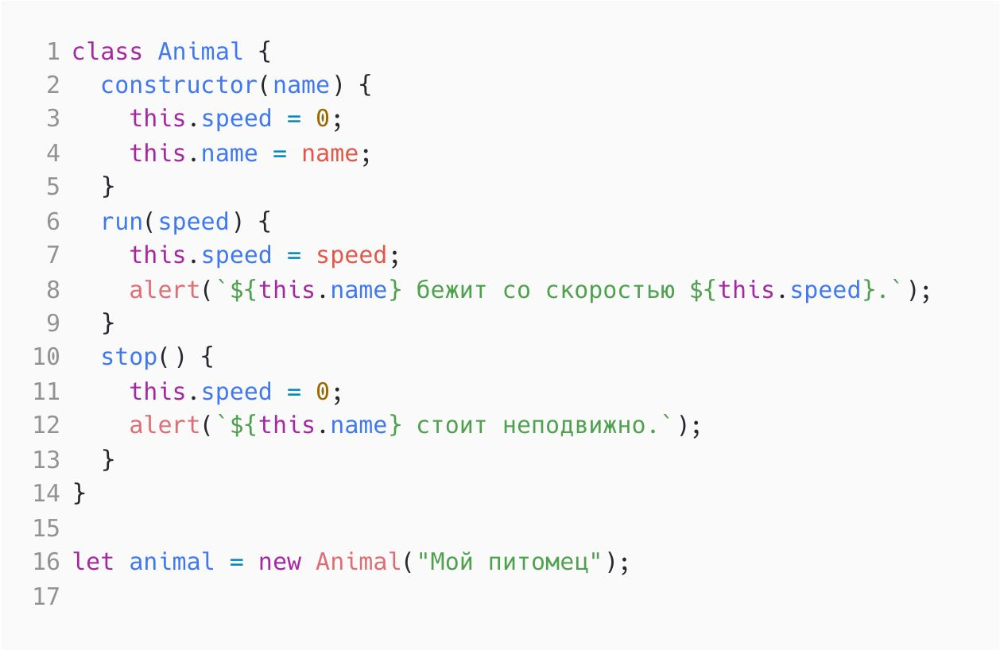 1 class Animal {
2   constructor(name) {
3     this.speed = 0;
4     this.name = name;
5   }
6   run(speed) {
7     this.speed = speed;
8     alert(`${this.name} бежит со скоростью ${this.speed}.`);
9   }
10   stop() {
11     this.speed = 0;
12     alert(`${this.name} стоит неподвижно.`);
13   }
14 }
15
16 let animal = new Animal("Мой питомец");
17